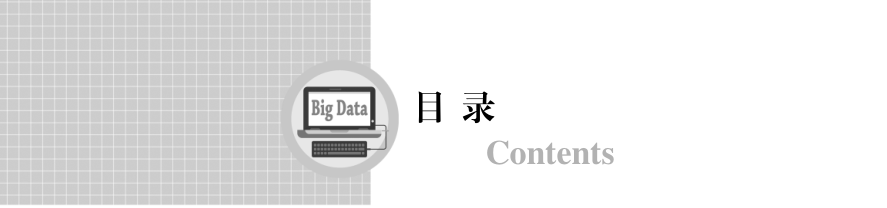 Big Data
目 录
Contents